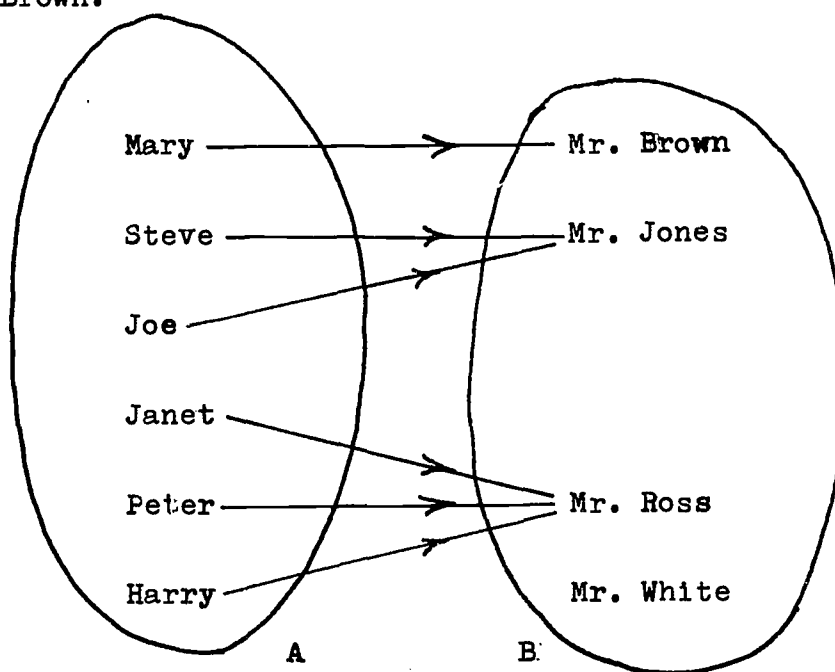 Brown.
Mary Mr. Brown
Steve Mr. Jones
Joe
Janet
Peter Mr. Ross
Harry Mr. White
A B